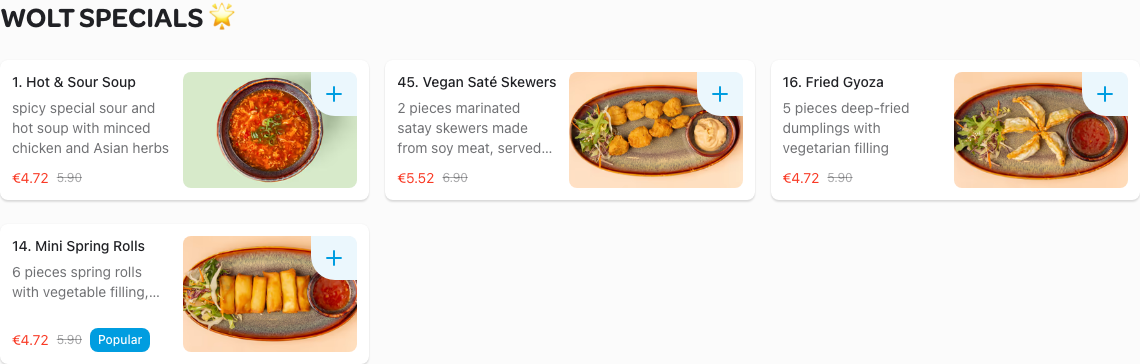 WOLT SPECIALS 🌟
1. Hot & Sour Soup
spicy special sour and
hot soup with minced
chicken and Asian herbs
€4.72 5.90
45. Vegan Saté Skewers
2 pieces marinated
satay skewers made
from soy meat, served...
€5.52 6.90
16. Fried Gyoza
5 pieces deep-fried
dumplings with
vegetarian filling
€4.72 5.90
14. Mini Spring Rolls
6 pieces spring rolls
with vegetable filling,...
€4.72 5.90 Popular